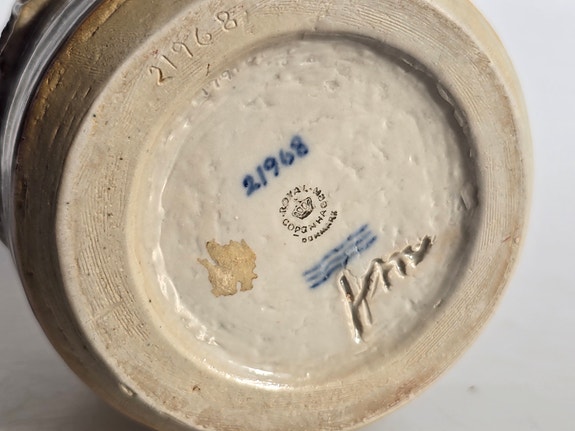 21968
21968
ROYAL
COPENHAGEN
DENMARK